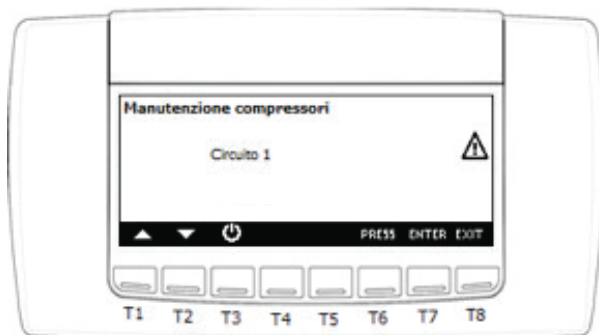 Manutenzione compressori
Circuito 1
PRESS ENTER EXIT
T1 T2 T3 T4 T5 T6 T7 T8